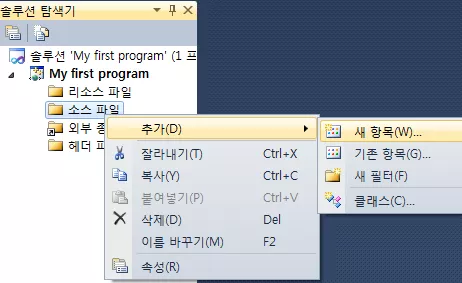 솔루션 탐색기
솔루션 'My first program' (1 프
My first program
리소스 파일
소스 파일
외부 종
헤더 파
추가(D)
잘라내기(T) Ctrl+X
복사(Y) Ctrl+C
붙여넣기(P) Ctrl+V
삭제(D) Del
이름 바꾸기(M) F2
속성(R)
새 항목(W)...
기존 항목(G)...
새 필터(F)
클래스(C)...